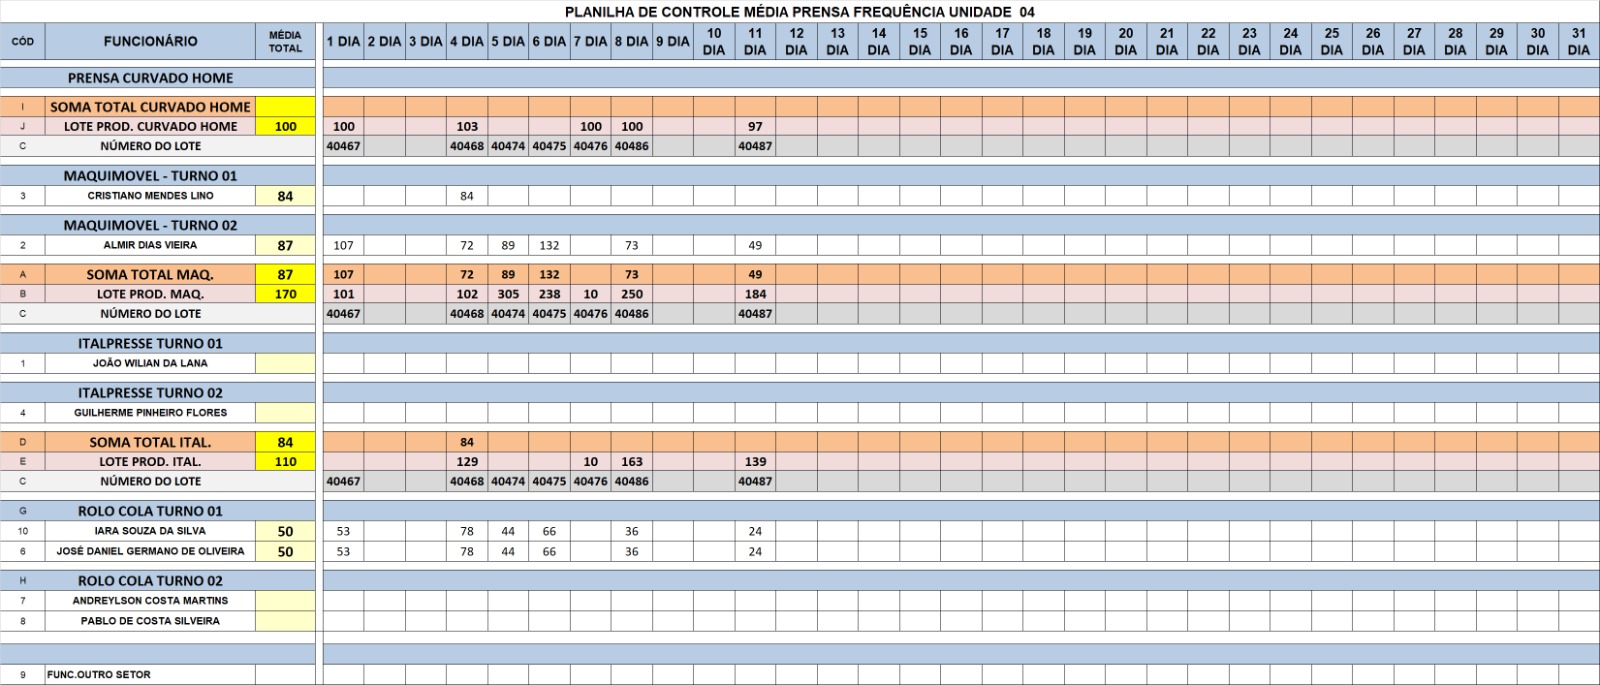 PLANILHA DE CONTROLE MÉDIA PRENSA FREQUÊNCIA UNIDADE 04
CÓD FUNCIONÁRIO MÉDIA TOTAL 1 DIA 2 DIA 3 DIA 4 DIA 5 DIA 6 DIA 7 DIA 8 DIA 9 DIA 10 DIA 11 DIA 12 DIA 13 DIA 14 DIA 15 DIA 16 DIA 17 DIA 18 DIA 19 DIA 20 DIA 21 DIA 22 DIA 23 DIA 24 DIA 25 DIA 26 DIA 27 DIA 28 DIA 29 DIA 30 DIA 31 DIA
PRENSA CURVADO HOME
I SOMA TOTAL CURVADO HOME
J LOTE PROD. CURVADO HOME 100 100 103 100 100 97
C NÚMERO DO LOTE 40467 40468 40474 40475 40476 40486 40487
MAQUIMOVEL - TURNO 01
3 CRISTIANO MENDES LINO 84 84
MAQUIMOVEL - TURNO 02
2 ALMIR DIAS VIEIRA 87 107 72 89 132 73 49
A SOMA TOTAL MAQ. 87 107 72 89 132 73 49
B LOTE PROD. MAQ. 170 101 102 305 238 10 250 184
C NÚMERO DO LOTE 40467 40468 40474 40475 40476 40486 40487
ITALPRESSE TURNO 01
1 JOÃO WILIAN DA LANA
ITALPRESSE TURNO 02
4 GUILHERME PINHEIRO FLORES
D SOMA TOTAL ITAL. 84 84
E LOTE PROD. ITAL. 110 129 10 163 139
C NÚMERO DO LOTE 40467 40468 40474 40475 40476 40486 40487
G ROLO COLA TURNO 01
10 IARA SOUZA DA SILVA 50 53 78 44 66 36 24
6 JOSÉ DANIEL GERMANO DE OLIVEIRA 50 53 78 44 66 36 24
H ROLO COLA TURNO 02
7 ANDREYLSON COSTA MARTINS
8 PABLO DE COSTA SILVEIRA
9 FUNC.OUTRO SETOR